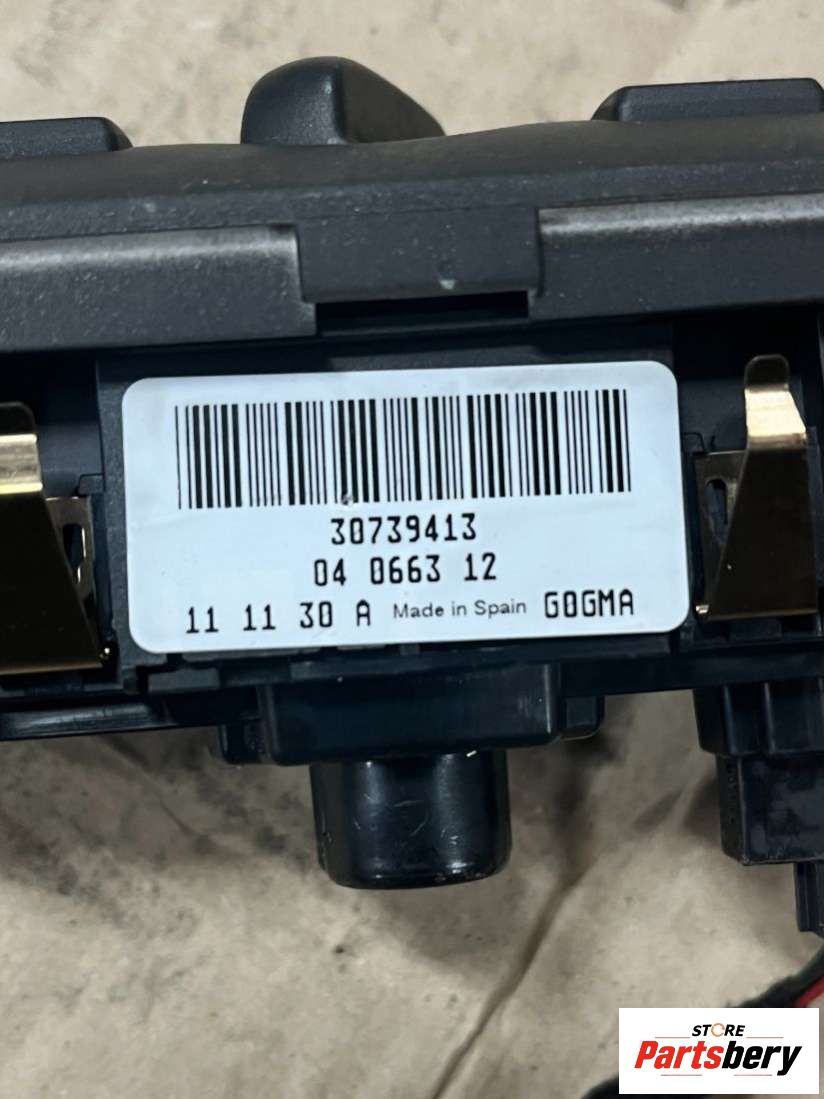 30739413
04 0663 12
11 11 30 A Made in Spain GOGMA
STORE
Partsbery